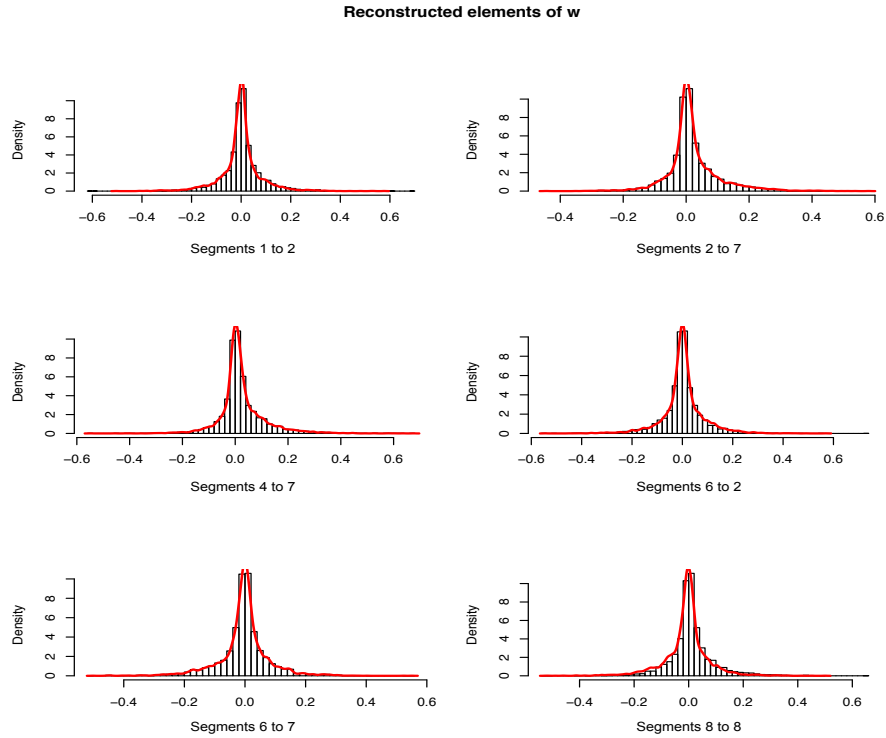 Reconstructed elements of w
Density
0 2 4 6 8
−0.6 −0.4 −0.2 0.0 0.2 0.4 0.6
Segments 1 to 2
Density
0 2 4 6 8
−0.4 −0.2 0.0 0.2 0.4 0.6
Segments 2 to 7
Density
0 2 4 6 8
−0.6 −0.4 −0.2 0.0 0.2 0.4 0.6
Segments 4 to 7
Density
0 2 4 6 8
−0.6 −0.4 −0.2 0.0 0.2 0.4 0.6
Segments 6 to 2
Density
0 2 4 6 8
−0.4 −0.2 0.0 0.2 0.4 0.6
Segments 6 to 7
Density
0 2 4 6 8
−0.4 −0.2 0.0 0.2 0.4 0.6
Segments 8 to 8